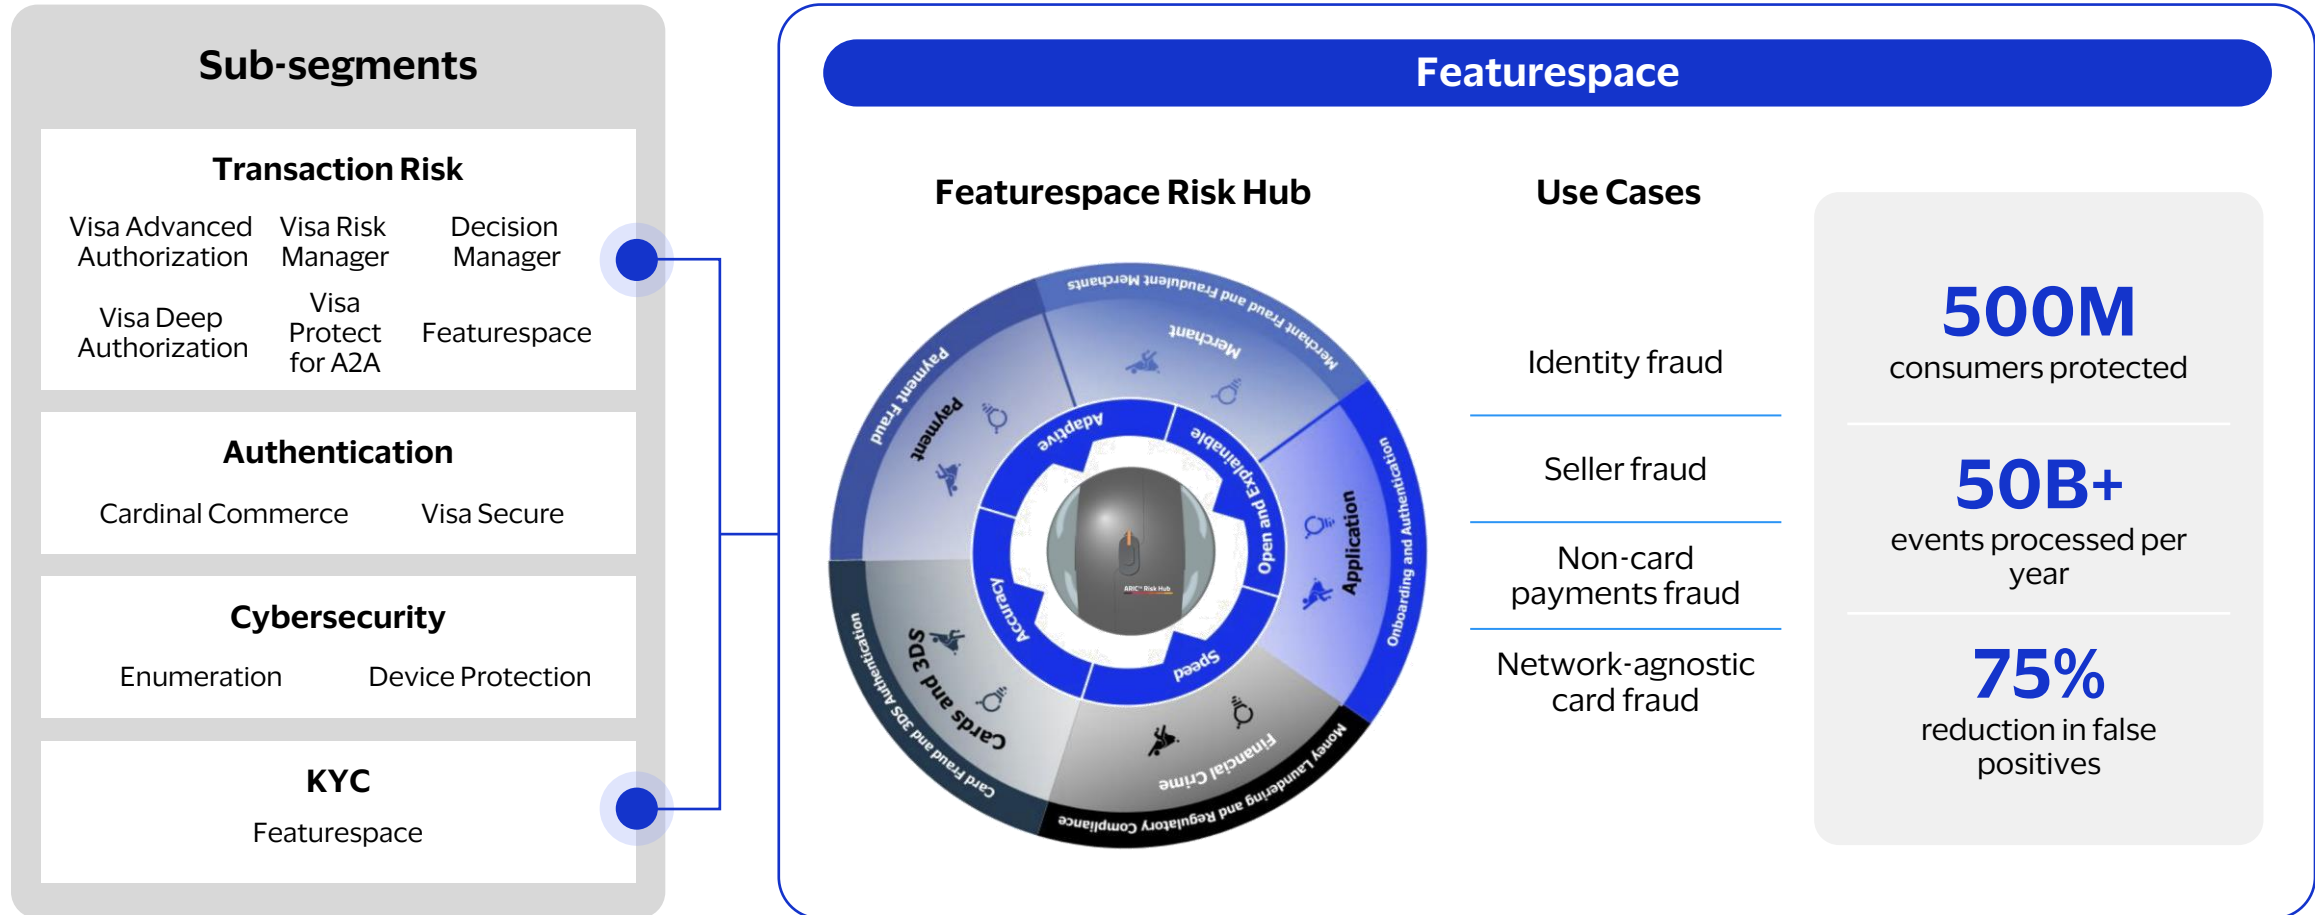 Sub-segments
Transaction Risk
Visa Advanced
Authorization
Visa Risk
Manager
Decision
Manager
Visa Deep
Authorization
Visa
Protect
for A2A
Featurespace
Authentication
Cardinal Commerce
Visa Secure
Cybersecurity
Enumeration
Device Protection
KYC
Featurespace
Featurespace
Featurespace Risk Hub
Merchant Fraud and Fraudulent Merchants
Merchant
Payment Fraud
Payment
Onboarding and Authentication
Application
Adaptive
Open and Explainable
Accuracy
Speed
ARIC™ Risk Hub
Card Fraud and 3DS Authentication
Cards and 3DS
Financial Crime
Money Laundering and Regulatory Compliance
Use Cases
Identity fraud
Seller fraud
Non-card
payments fraud
Network-agnostic
card fraud
500M
consumers protected
50B+
events processed per
year
75%
reduction in false
positives